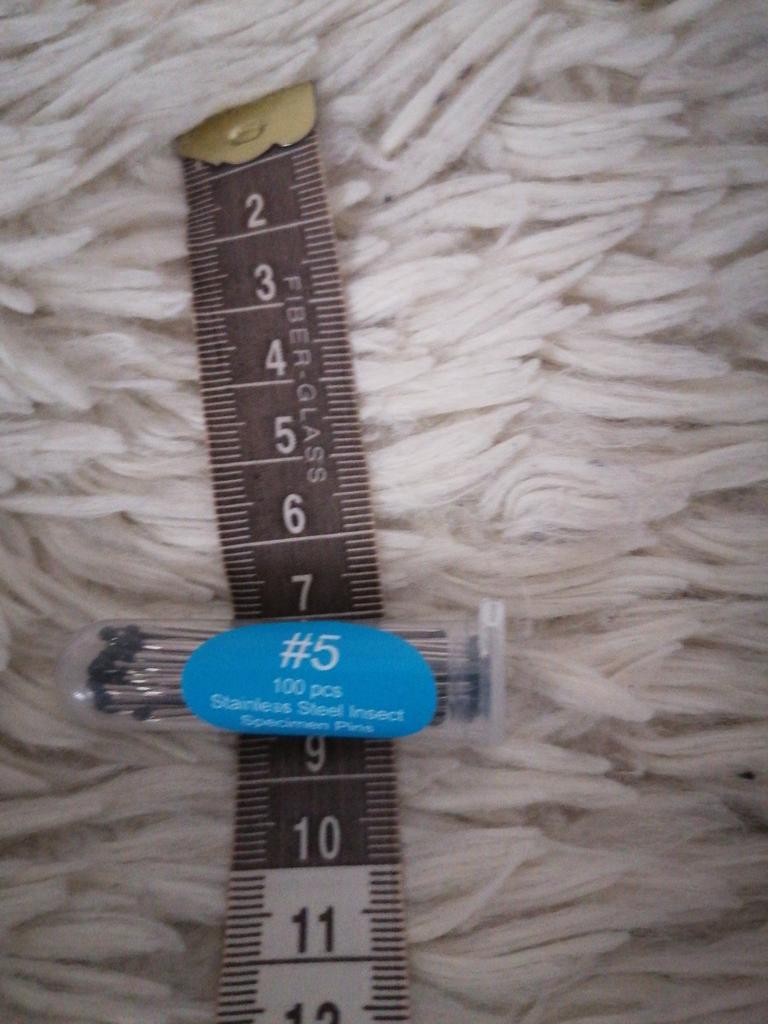 2
3
FIBER-GLASS
4
5
6
7
#5
100 pcs
Stainless Steel Insect
Specimen Pins
9
10
11
12